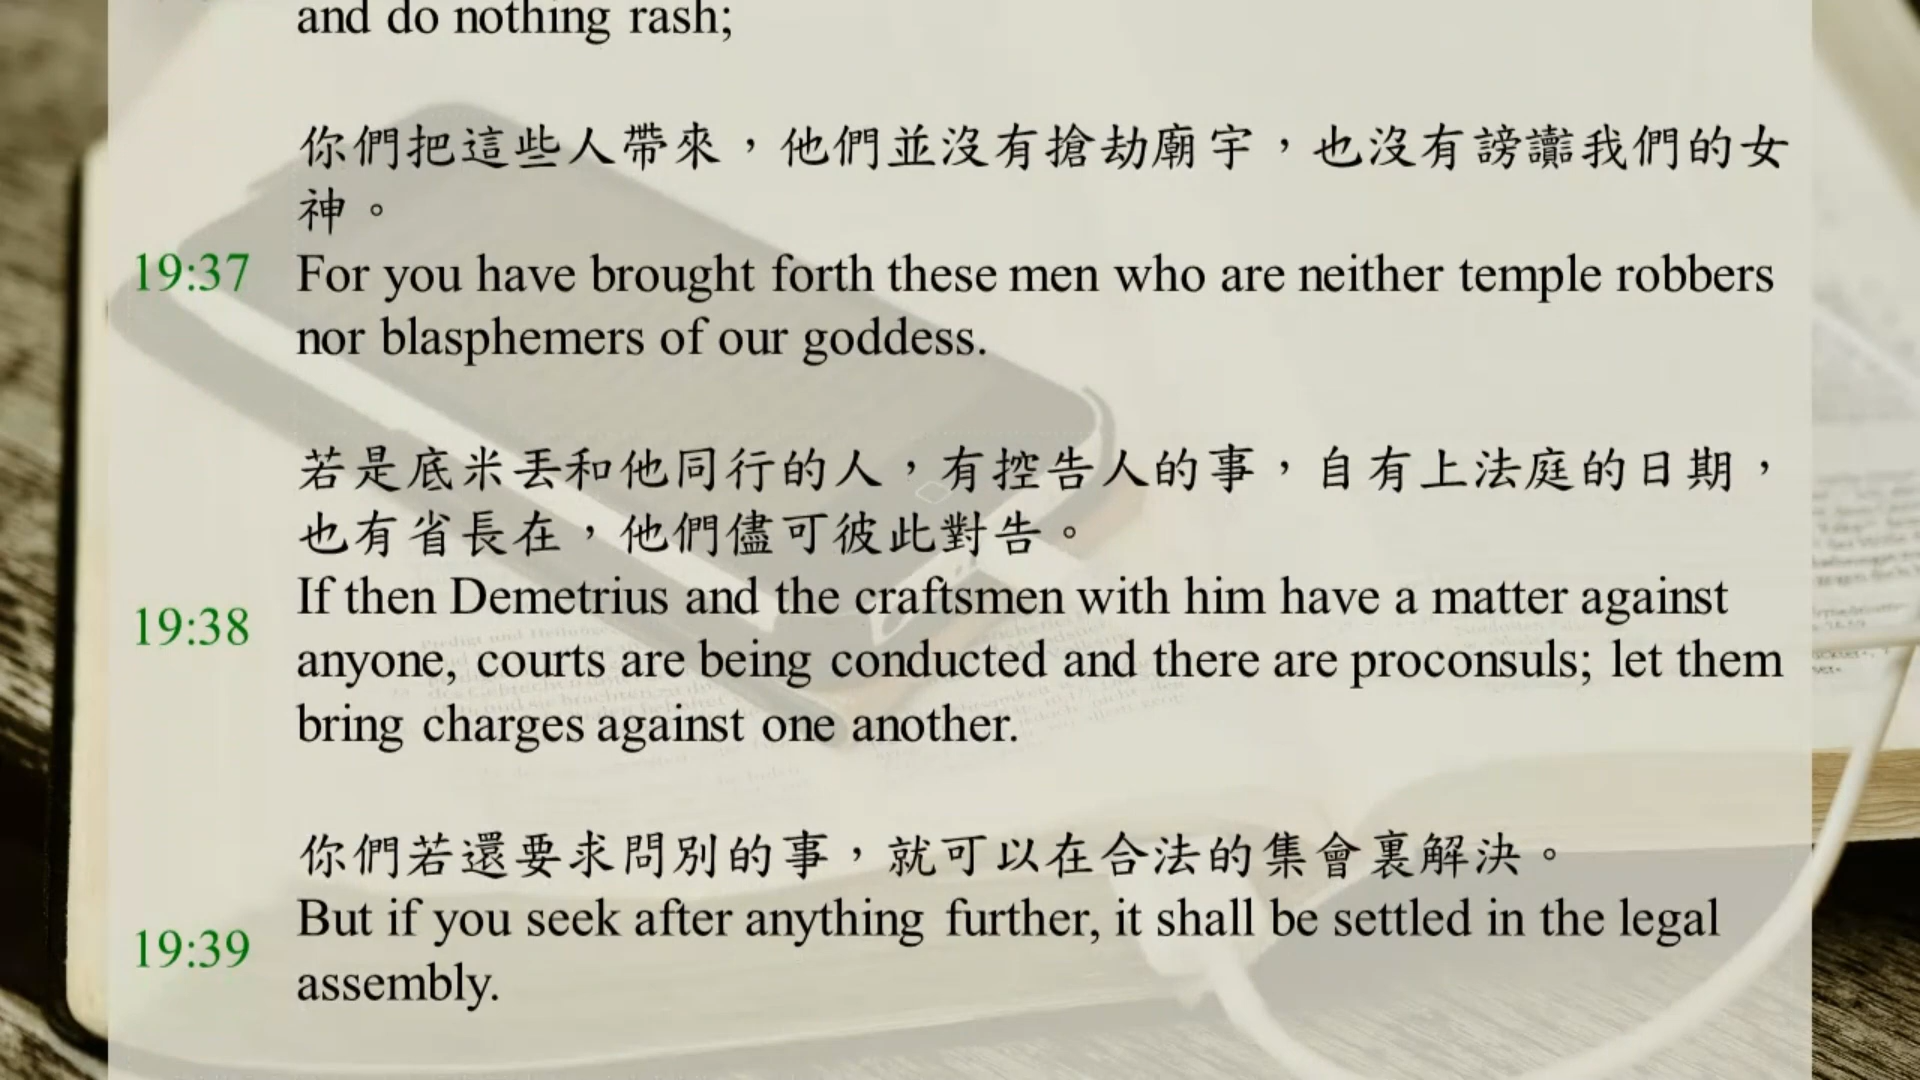 and do nothing rash;
你們把這些人帶來，他們並沒有搶劫廟宇，也沒有謗讟我們的女
神。
19:37 For you have brought forth these men who are neither temple robbers
nor blasphemers of our goddess.
若是底米丟和他同行的人，有控告人的事，自有上法庭的日期，
也有省長在，他們儘可彼此對告。
If then Demetrius and the craftsmen with him have a matter against
19:38 anyone, courts are being conducted and there are proconsuls; let them
bring charges against one another.
你們若還要求問別的事，就可以在合法的集會裏解決。
But if you seek after anything further, it shall be settled in the legal
19:39 assembly.